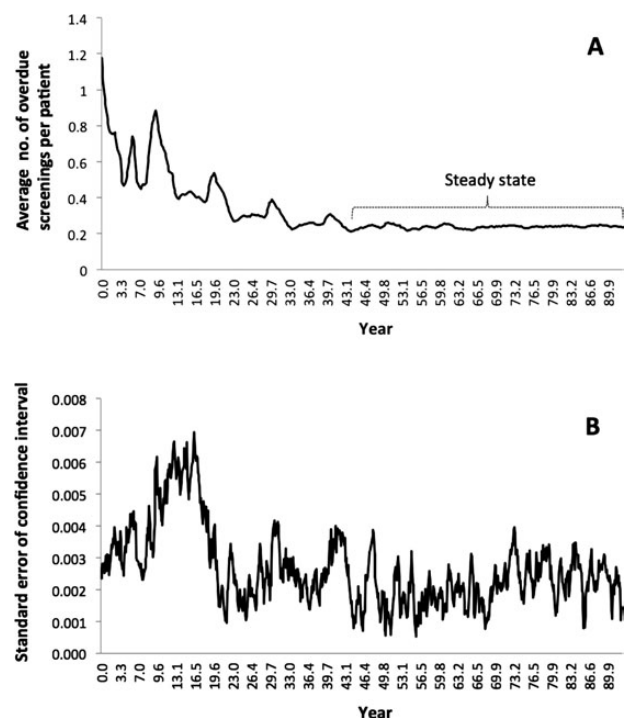 A
Average no. of overdue
screenings per patient
1.4
1.2
1
0.8
0.6
0.4
0.2
0
Steady state
0.0 3.3 7.0 9.6 13.1 16.5 19.6 23.0 26.4 29.7 33.0 36.4 39.7 43.1 46.4 49.8 53.1 56.5 59.8 63.2 66.5 69.9 73.2 76.5 79.9 83.2 86.6 89.9
Year
B
Standard error of confidence interval
0.008
0.007
0.006
0.005
0.004
0.003
0.002
0.001
0.000
0.0 3.3 7.0 9.6 13.1 16.5 19.6 23.0 26.4 29.7 33.0 36.4 39.7 43.1 46.4 49.8 53.1 56.5 59.8 63.2 66.5 69.9 73.2 76.5 79.9 83.2 86.6 89.9
Year